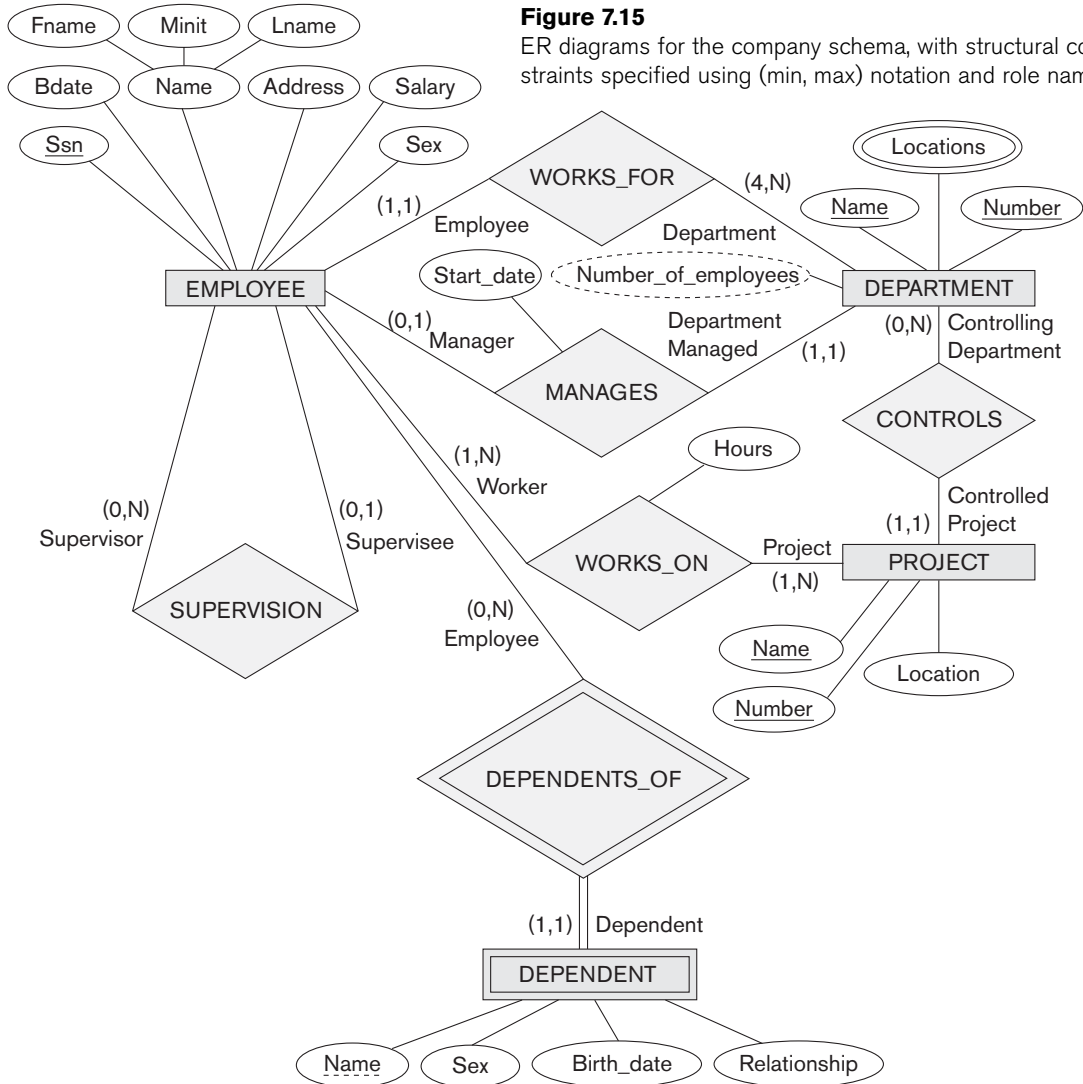 Figure 7.15
ER diagrams for the company schema, with structural co
straints specified using (min, max) notation and role nam
Fname
Minit
Lname
Bdate
Name
Address
Salary
Ssn
Sex
WORKS_FOR
(1,1)
Employee
(4,N)
Department
Locations
Name
Number
Start_date
Number_of_employees
EMPLOYEE
DEPARTMENT
(0,1)
Manager
Department
Managed
(1,1)
(0,N)
Controlling
Department
MANAGES
CONTROLS
Hours
(1,N)
Worker
(0,N)
Supervisor
(0,1)
Supervisee
Controlled
Project
(1,1)
Project
(1,N)
WORKS_ON
PROJECT
SUPERVISION
(0,N)
Employee
Name
Location
Number
DEPENDENTS_OF
(1,1)
Dependent
DEPENDENT
Name
Sex
Birth_date
Relationship